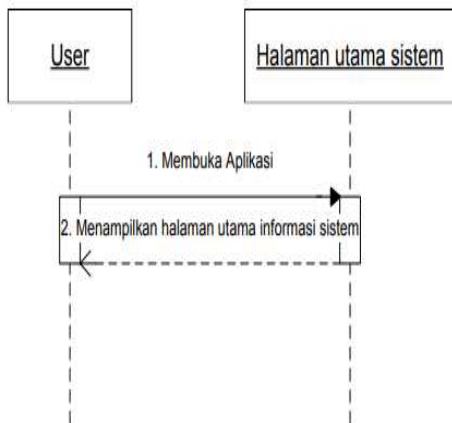 User
Halaman utama sistem
1. Membuka Aplikasi
2. Menampilkan halaman utama informasi sistem